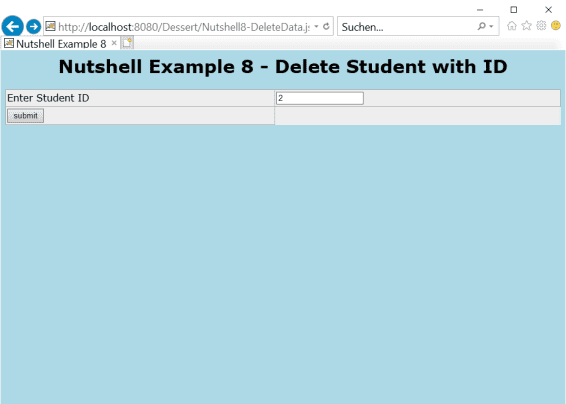 http://localhost:8080/Dessert/Nutshell8-DeleteData.j
Suchen...
Nutshell Example 8
Nutshell Example 8 - Delete Student with ID
Enter Student ID
2
submit